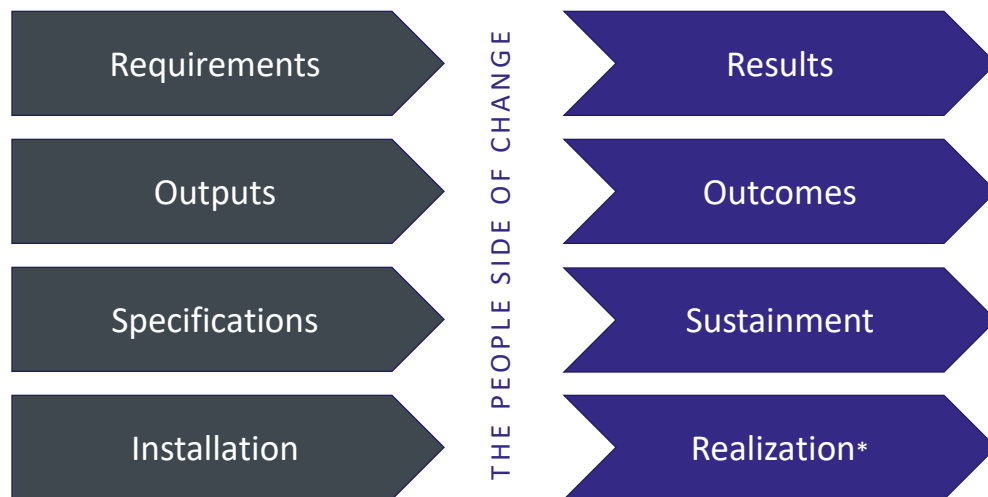 Requirements
Results
Outputs
Outcomes
Specifications
Sustainment
Installation
Realization*
THE PEOPLE SIDE OF CHANGE